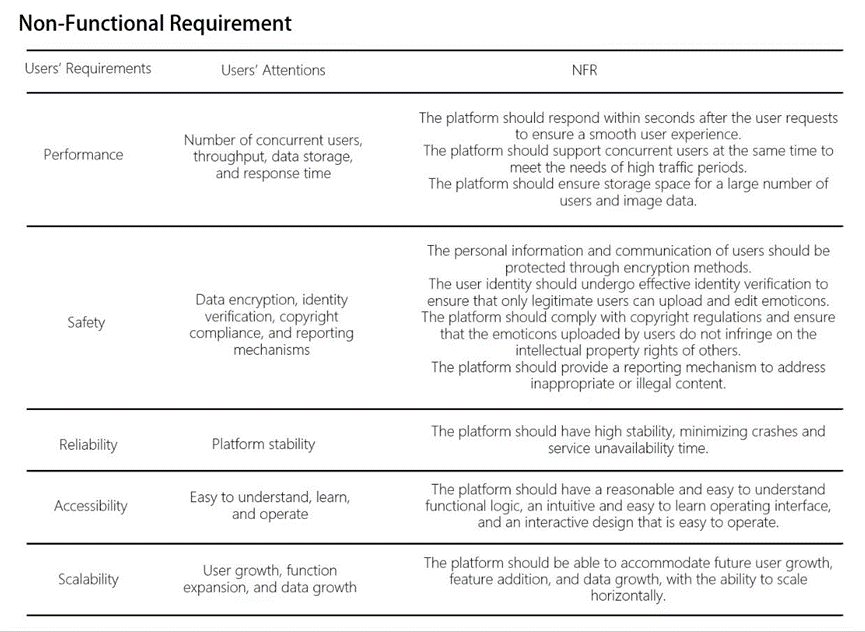 Non-Functional Requirement
Users' Requirements
Users' Attentions
NFR
Performance
Number of concurrent users,
throughput, data storage,
and response time
The platform should respond within seconds after the user requests
to ensure a smooth user experience.
The platform should support concurrent users at the same time to
meet the needs of high traffic periods.
The platform should ensure storage space for a large number of
users and image data.
Safety
Data encryption, identity
verification, copyright
compliance, and reporting
mechanisms
The personal information and communication of users should be
protected through encryption methods.
The user identity should undergo effective identity verification to
ensure that only legitimate users can upload and edit emoticons.
The platform should comply with copyright regulations and ensure
that the emoticons uploaded by users do not infringe on the
intellectual property rights of others.
The platform should provide a reporting mechanism to address
inappropriate or illegal content.
Reliability
Platform stability
The platform should have high stability, minimizing crashes and
service unavailability time.
Accessibility
Easy to understand, learn,
and operate
The platform should have a reasonable and easy to understand
functional logic, an intuitive and easy to learn operating interface,
and an interactive design that is easy to operate.
Scalability
User growth, function
expansion, and data growth
The platform should be able to accommodate future user growth,
feature addition, and data growth, with the ability to scale
horizontally.